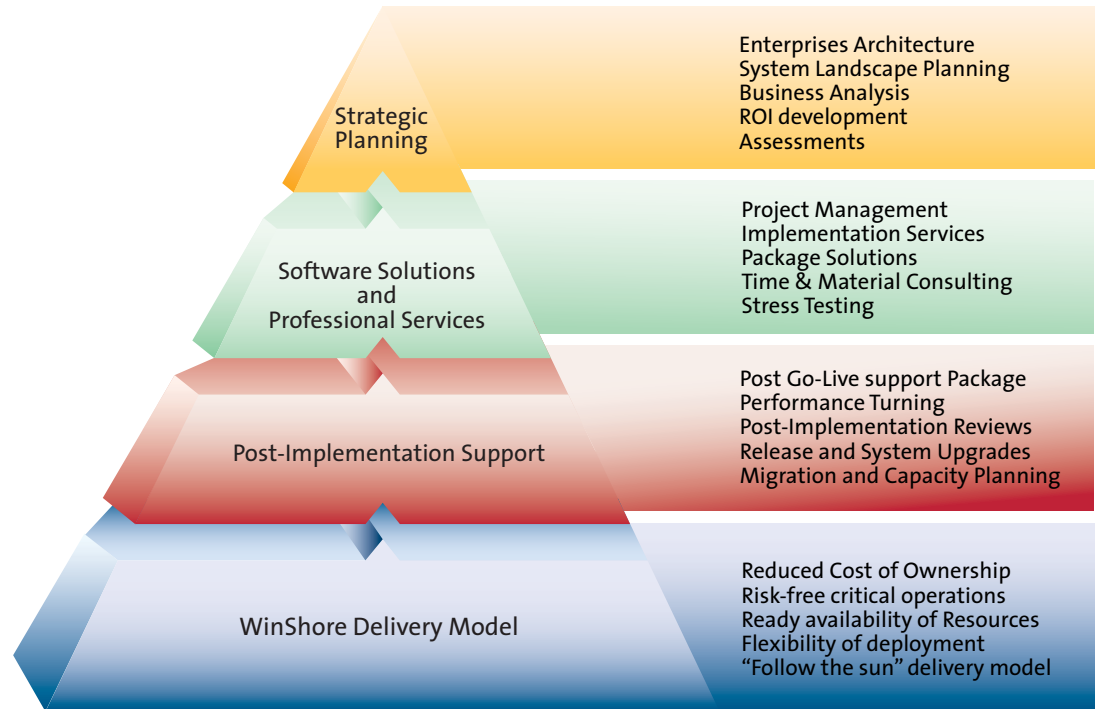 Strategic
Planning
Enterprises Architecture
System Landscape Planning
Business Analysis
ROI development
Assessments
Software Solutions
and
Professional Services
Project Management
Implementation Services
Package Solutions
Time & Material Consulting
Stress Testing
Post-Implementation Support
Post Go-Live support Package
Performance Turning
Post-Implementation Reviews
Release and System Upgrades
Migration and Capacity Planning
WinShore Delivery Model
Reduced Cost of Ownership
Risk-free critical operations
Ready availability of Resources
Flexibility of deployment
“Follow the sun” delivery model